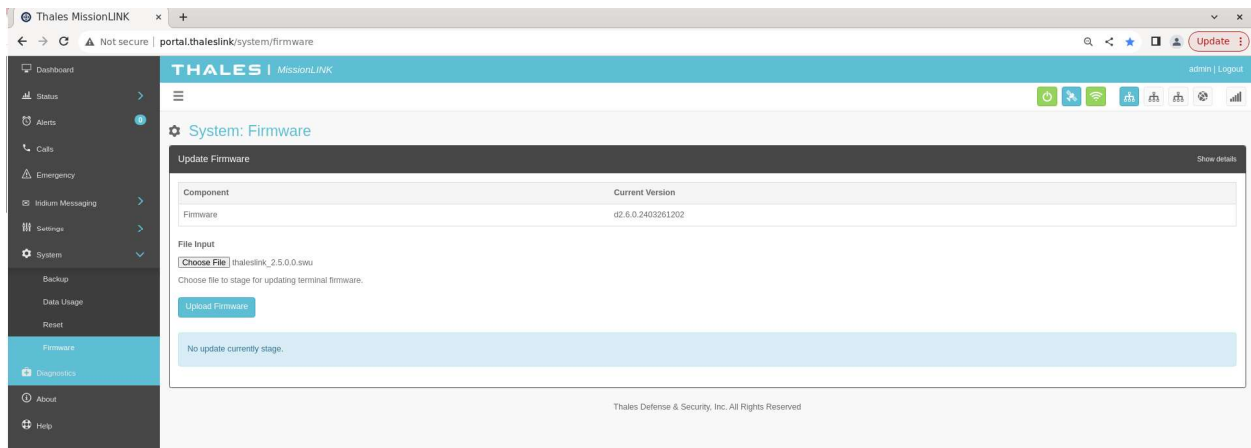 Thales MissionLINK
Not secure | portal.thaleslink/system/firmware
Update
THALES | MissionLINK
admin | Logout
Dashboard
Status
Alerts 0
Calls
Emergency
Iridium Messaging
Settings
System
Backup
Data Usage
Reset
Firmware
Diagnostics
About
Help
System: Firmware
Update Firmware
Show details
Component Current Version
Firmware d2.6.0.2403261202
File Input
Choose File thaleslink_2.5.0.0.swu
Choose file to stage for updating terminal firmware.
Upload Firmware
No update currently stage.
Thales Defense & Security, Inc. All Rights Reserved